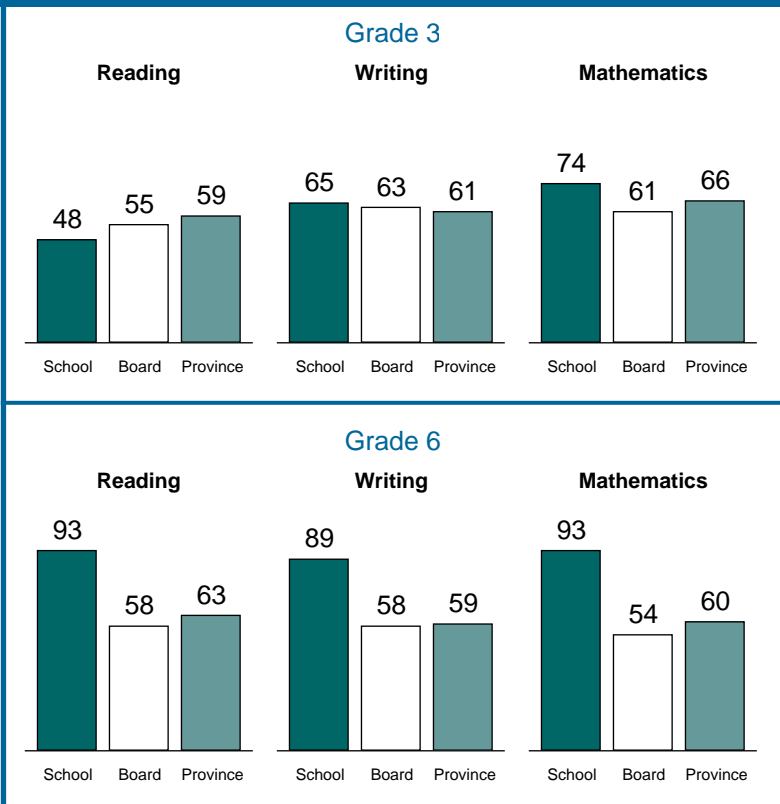 Grade 3
Reading Writing Mathematics
48 55 59 65 63 61 74 61 66
School Board Province School Board Province School Board Province
Grade 6
Reading Writing Mathematics
93 58 63 89 58 59 93 54 60
School Board Province School Board Province School Board Province